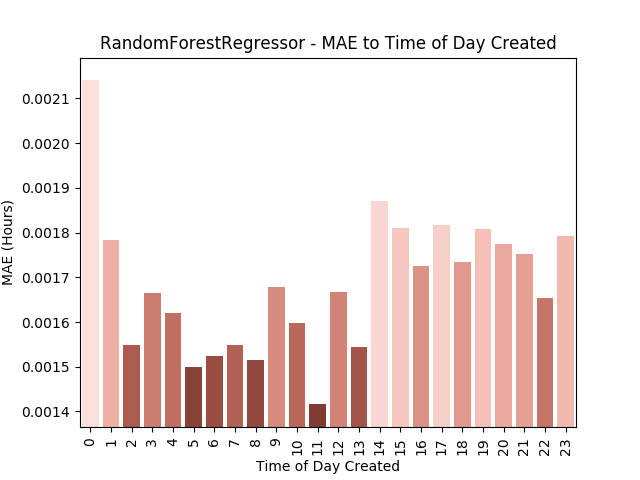 RandomForestRegressor - MAE to Time of Day Created
MAE (Hours)
0.0021
0.0020
0.0019
0.0018
0.0017
0.0016
0.0015
0.0014
0 1 2 3 4 5 6 7 8 9 10 11 12 13 14 15 16 17 18 19 20 21 22 23
Time of Day Created